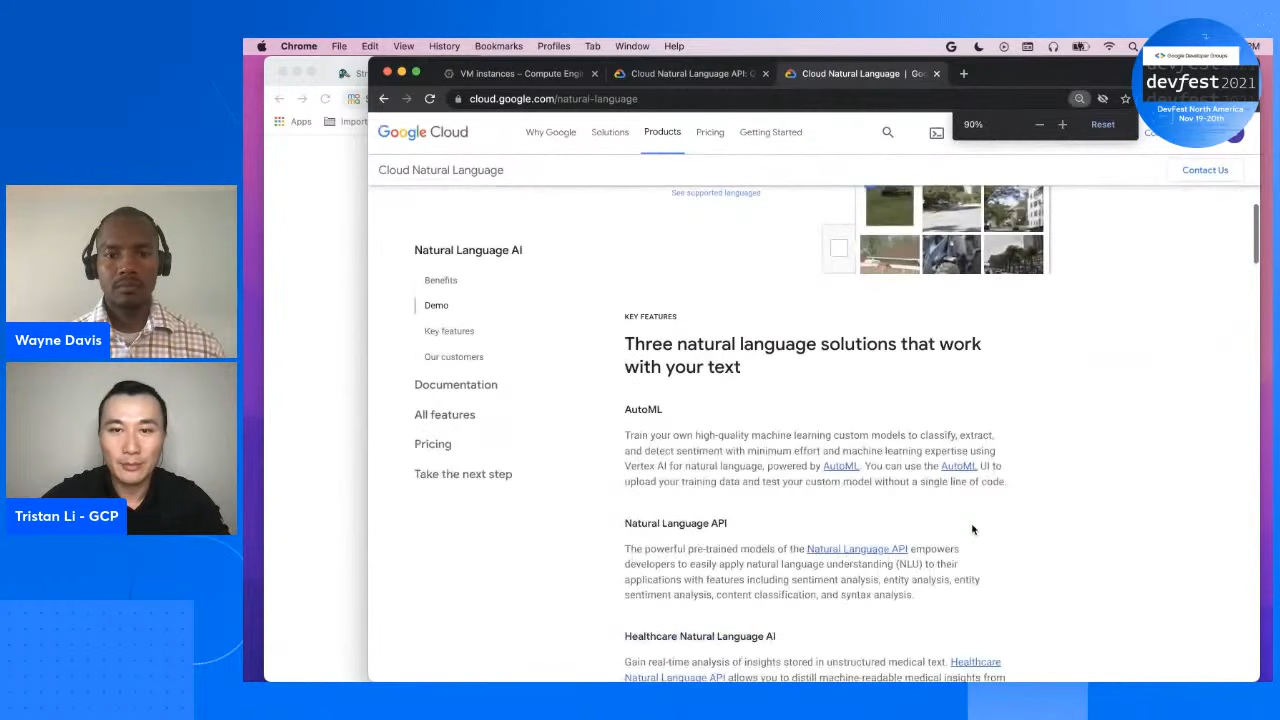 Chrome File Edit View History Bookmarks Profiles Tab Window Help
Google Developer Groups
devfest 2021
DevFest North America
Nov 19-20th
VM instances – Compute Engi
Cloud Natural Language API: 
Cloud Natural Language | Goo
cloud.google.com/natural-language
Apps
Import
90%
Reset
Google Cloud
Why Google
Solutions
Products
Pricing
Getting Started
Cloud Natural Language
Contact Us
See supported languages
Natural Language AI
Benefits
Demo
Key features
Our customers
Documentation
All features
Pricing
Take the next step
KEY FEATURES
Three natural language solutions that work
with your text
AutoML
Train your own high-quality machine learning custom models to classify, extract,
and detect sentiment with minimum effort and machine learning expertise using
Vertex AI for natural language, powered by AutoML. You can use the AutoML UI to
upload your training data and test your custom model without a single line of code.
Natural Language API
The powerful pre-trained models of the Natural Language API empowers
developers to easily apply natural language understanding (NLU) to their
applications with features including sentiment analysis, entity analysis, entity
sentiment analysis, content classification, and syntax analysis.
Healthcare Natural Language AI
Gain real-time analysis of insights stored in unstructured medical text. Healthcare
Natural Language API allows you to distill machine-readable medical insights from
Wayne Davis
Tristan Li - GCP